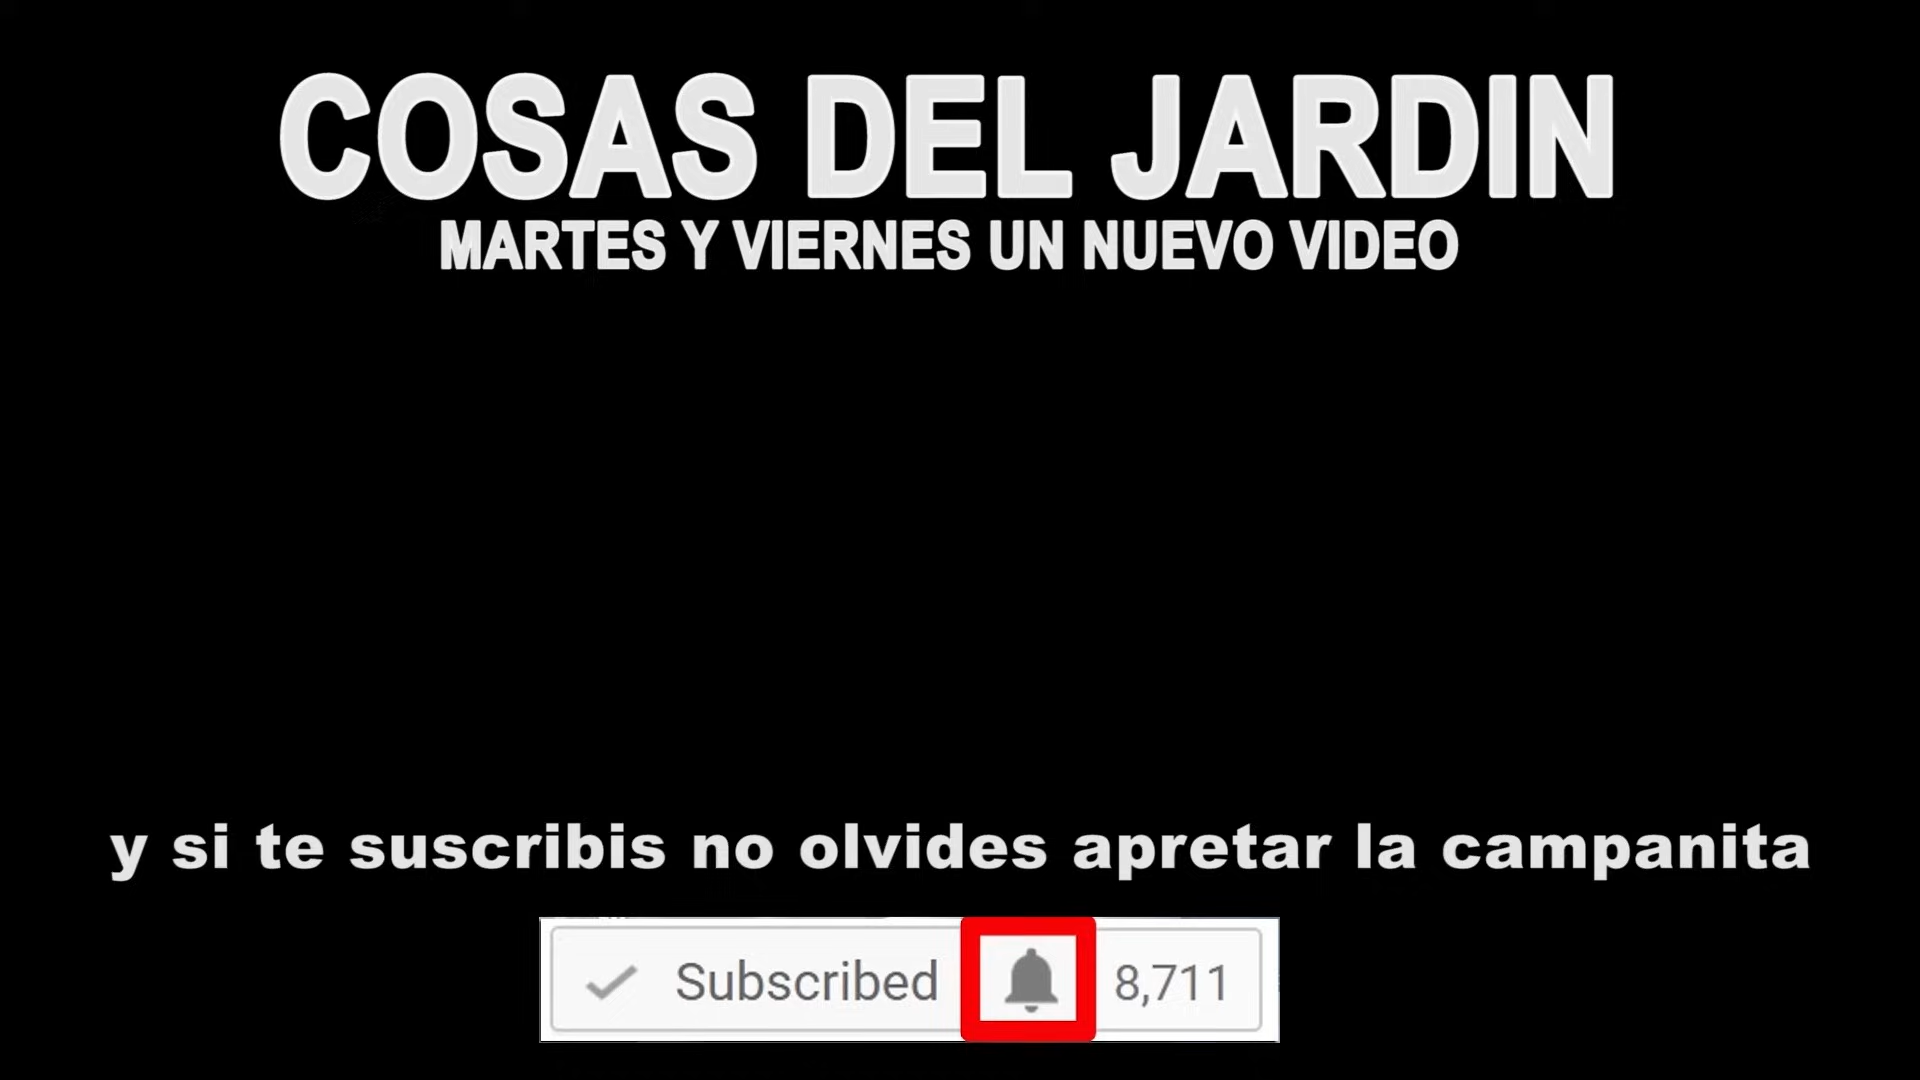 COSAS DEL JARDIN
MARTES Y VIERNES UN NUEVO VIDEO
y si te suscribis no olvides apretar la campanita
Subscribed 8,711